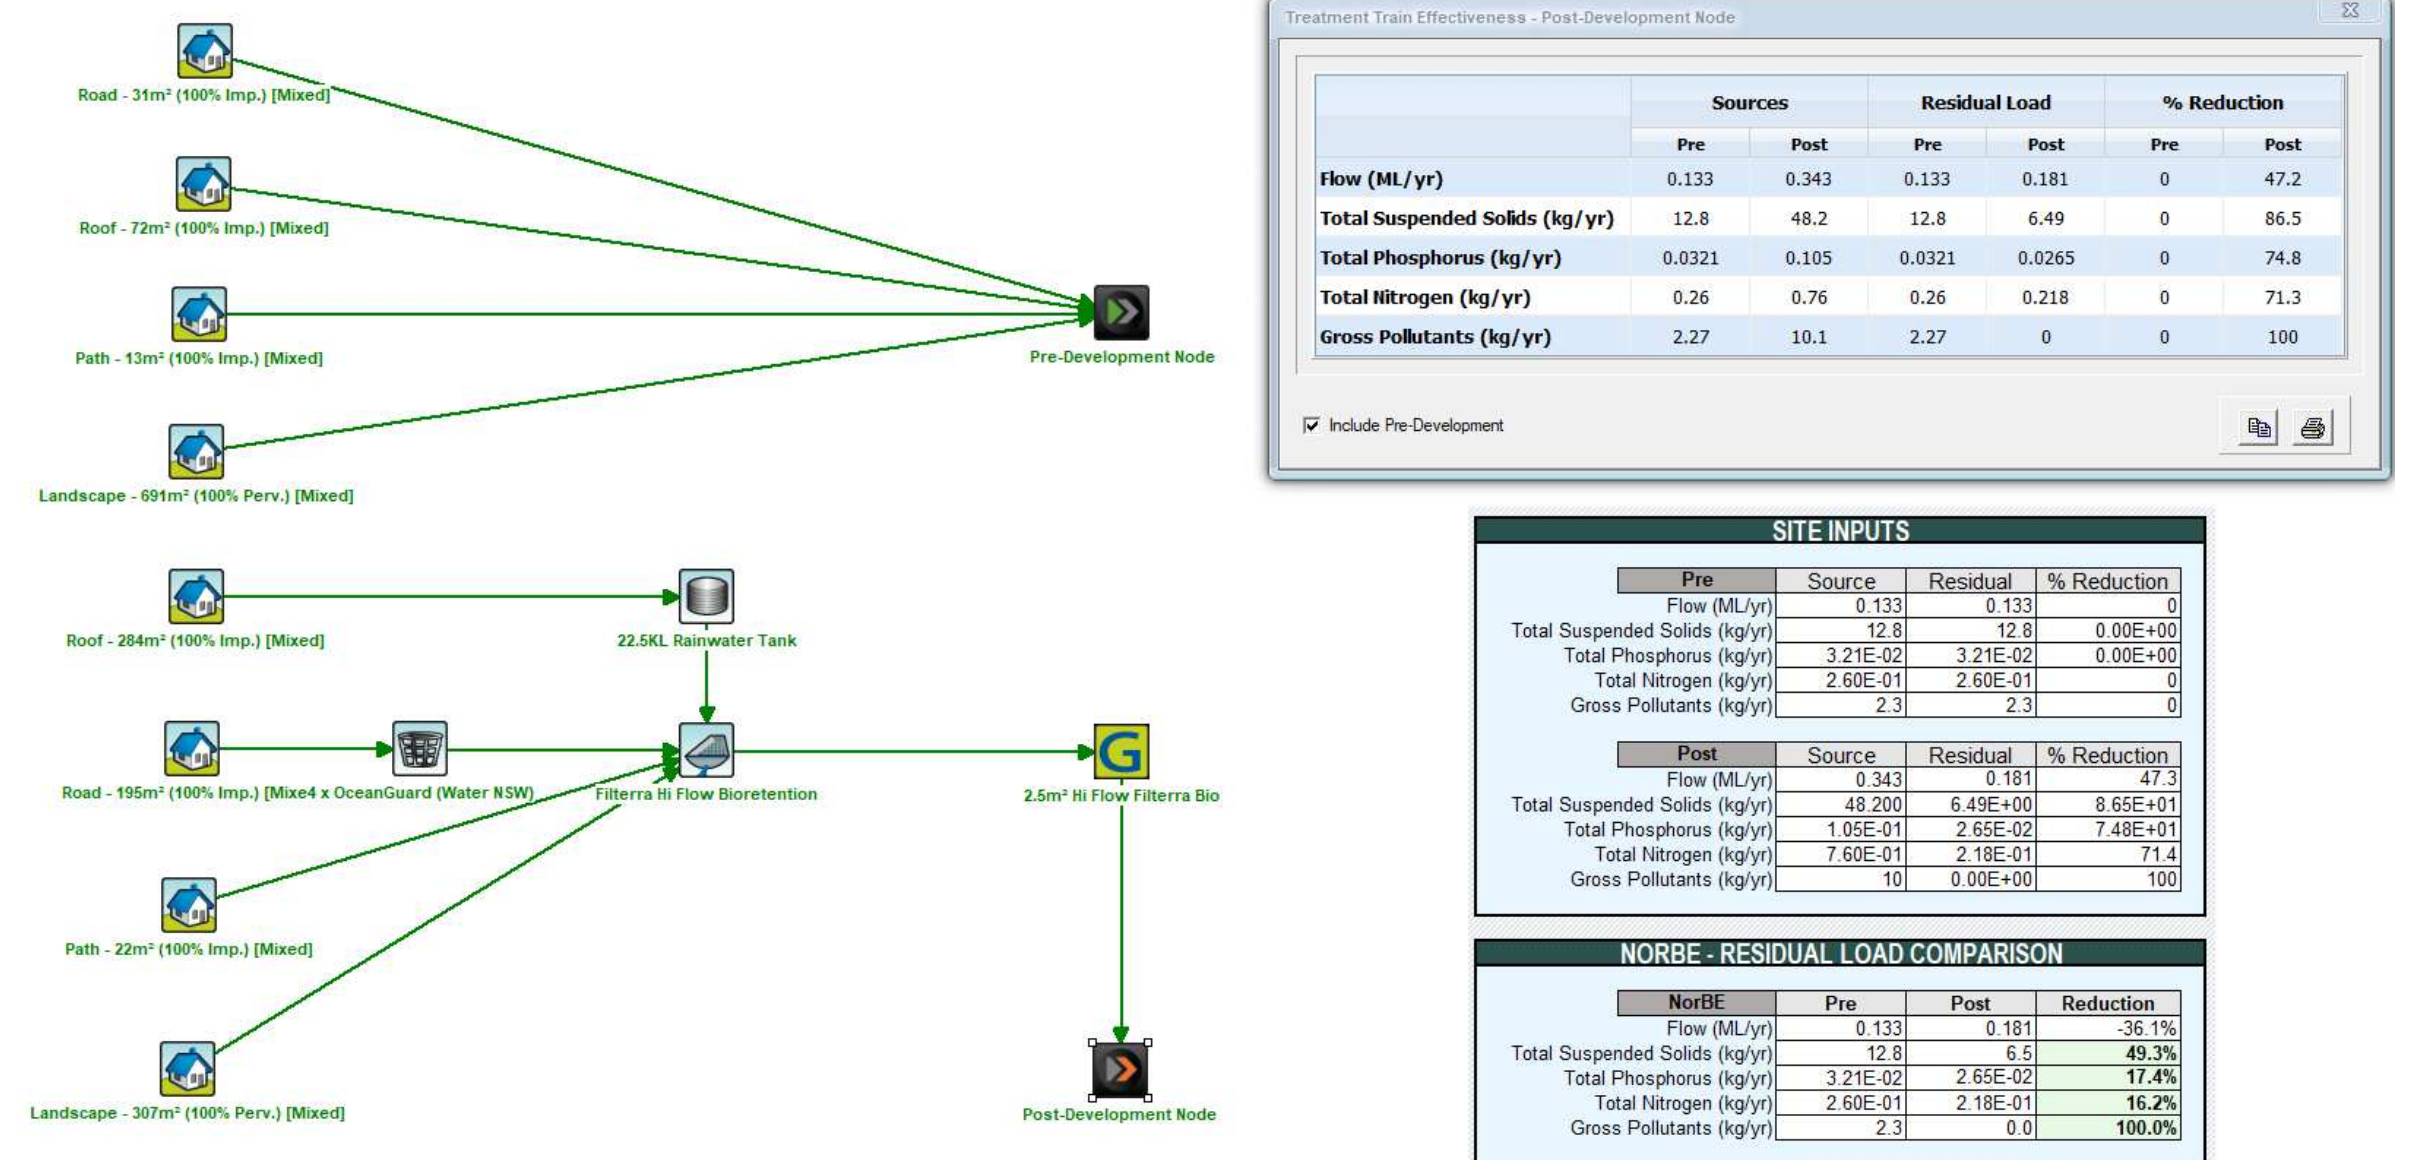 Road - 31m² (100% Imp.) [Mixed]
Roof - 72m² (100% Imp.) [Mixed]
Path - 13m² (100% Imp.) [Mixed]
Pre-Development Node
Landscape - 691m² (100% Perv.) [Mixed]
Roof - 284m² (100% Imp.) [Mixed]
22.5KL Rainwater Tank
Road - 195m² (100% Imp.) [Mixe4 x OceanGuard (Water NSW)
Filterra Hi Flow Bioretention
G
2.5m² Hi Flow Filterra Bio
Path - 22m² (100% Imp.) [Mixed]
Landscape - 307m² (100% Perv.) [Mixed]
Post-Development Node
Treatment Train Effectiveness - Post-Development Node
Sources Residual Load % Reduction
Pre Post Pre Post Pre Post
Flow (ML/yr) 0.133 0.343 0.133 0.181 0 47.2
Total Suspended Solids (kg/yr) 12.8 48.2 12.8 6.49 0 86.5
Total Phosphorus (kg/yr) 0.0321 0.105 0.0321 0.0265 0 74.8
Total Nitrogen (kg/yr) 0.26 0.76 0.26 0.218 0 71.3
Gross Pollutants (kg/yr) 2.27 10.1 2.27 0 0 100
Include Pre-Development
SITE INPUTS
Pre Source Residual % Reduction
Flow (ML/yr) 0.133 0.133 0
Total Suspended Solids (kg/yr) 12.8 12.8 0.00E+00
Total Phosphorus (kg/yr) 3.21E-02 3.21E-02 0.00E+00
Total Nitrogen (kg/yr) 2.60E-01 2.60E-01 0
Gross Pollutants (kg/yr) 2.3 2.3 0
Post Source Residual % Reduction
Flow (ML/yr) 0.343 0.181 47.3
Total Suspended Solids (kg/yr) 48.200 6.49E+00 8.65E+01
Total Phosphorus (kg/yr) 1.05E-01 2.65E-02 7.48E+01
Total Nitrogen (kg/yr) 7.60E-01 2.18E-01 71.4
Gross Pollutants (kg/yr) 10 0.00E+00 100
NORBE - RESIDUAL LOAD COMPARISON
NorBE Pre Post Reduction
Flow (ML/yr) 0.133 0.181 -36.1%
Total Suspended Solids (kg/yr) 12.8 6.5 49.3%
Total Phosphorus (kg/yr) 3.21E-02 2.65E-02 17.4%
Total Nitrogen (kg/yr) 2.60E-01 2.18E-01 16.2%
Gross Pollutants (kg/yr) 2.3 0.0 100.0%